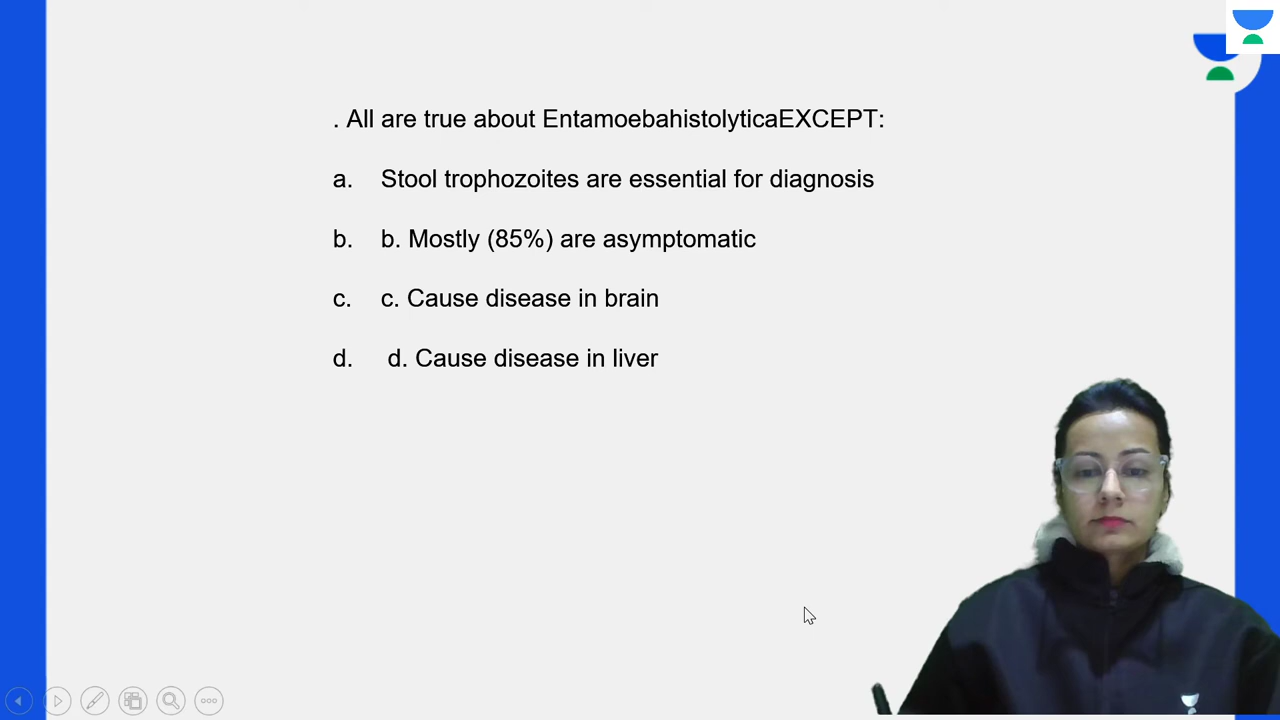 . All are true about EntamoebahistolyticaEXCEPT:
a. Stool trophozoites are essential for diagnosis
b. b. Mostly (85%) are asymptomatic
c. c. Cause disease in brain
d. d. Cause disease in liver